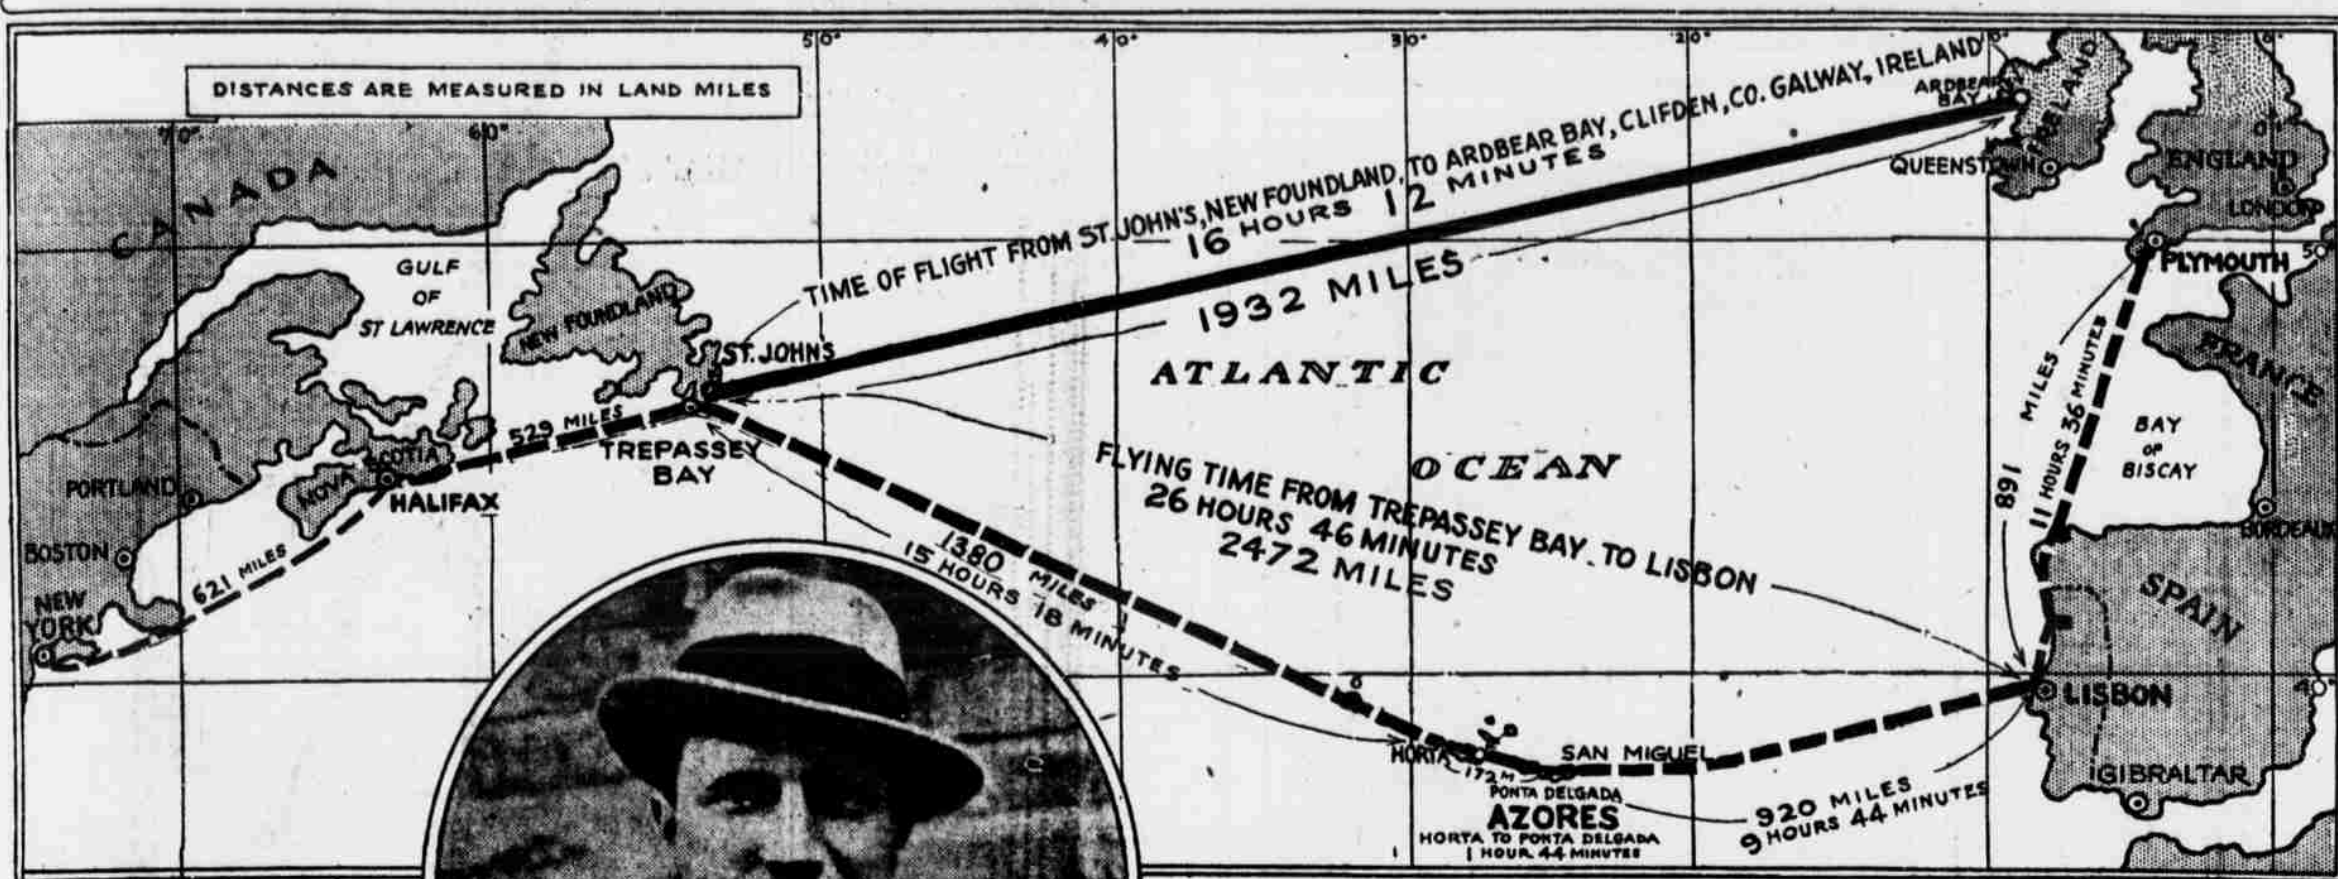 DISTANCES ARE MEASURED IN LAND MILES
50°
40°
30°
20°
70°
60°
CANADA
GULF
OF
ST LAWRENCE
NEW FOUNDLAND
ST. JOHN'S
TIME OF FLIGHT FROM ST. JOHN'S, NEW FOUNDLAND, TO ARDBEAR BAY, CLIFDEN, CO. GALWAY, IRELAND
16 HOURS 12 MINUTES
1932 MILES
ARDBEAR
BAY
IRELAND
QUEENSTOWN
ENGLAND
LONDON
PLYMOUTH
50
ATLANTIC
OCEAN
529 MILES
TREPASSEY
BAY
NOVA SCOTIA
HALIFAX
PORTLAND
BOSTON
NEW
YORK
621 MILES
FLYING TIME FROM TREPASSEY BAY. TO LISBON
26 HOURS 46 MINUTES
2472 MILES
1380 MILES
15 HOURS 18 MINUTES
891 MILES
11 HOURS 36 MINUTES
FRANCE
BAY
OF
BISCAY
BORDEAUX
SPAIN
LISBON
GIBRALTAR
HORTA
172 M
SAN MIGUEL
PONTA DELGADA
AZORES
HORTA TO PONTA DELGADA
1 HOUR 44 MINUTES
920 MILES
9 HOURS 44 MINUTES